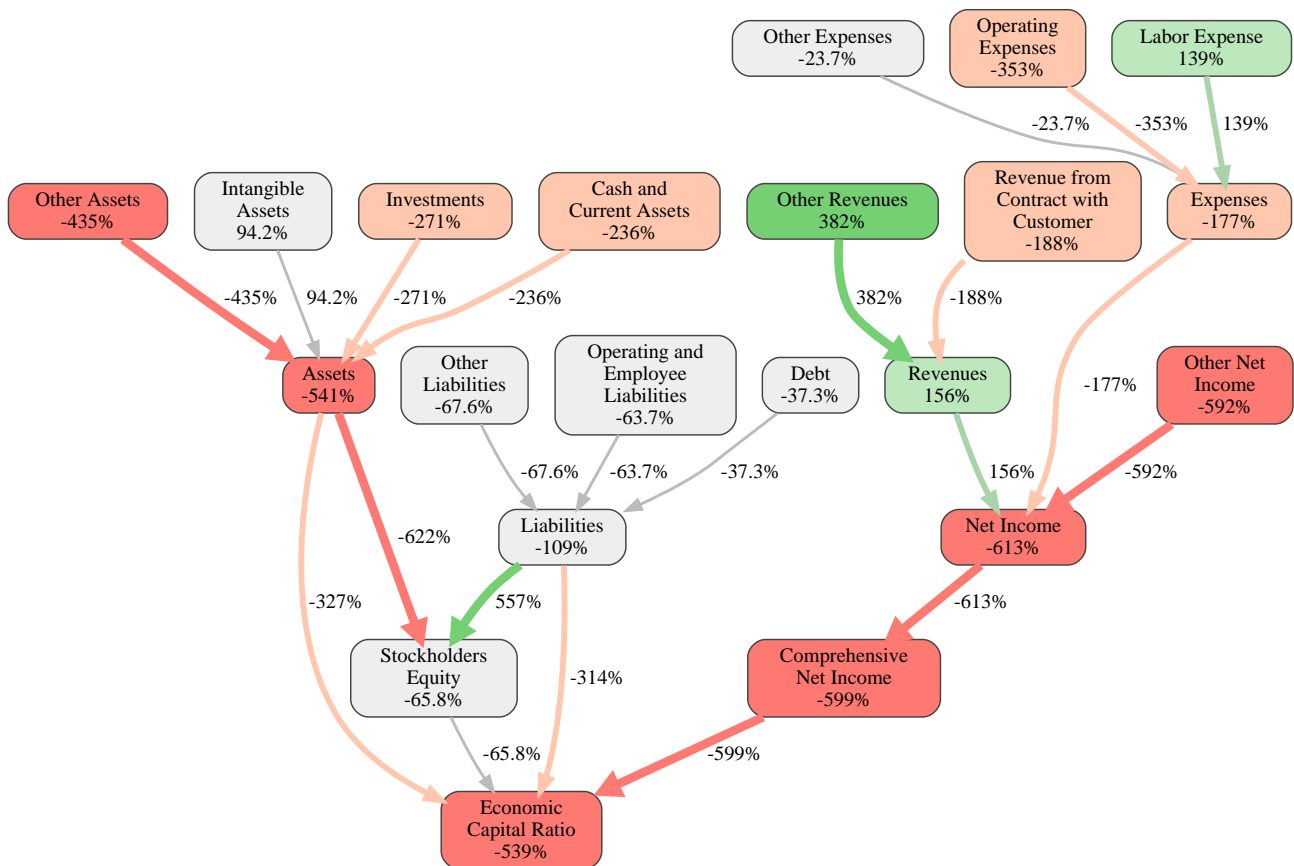 Other Expenses
-23.7%
Operating
Expenses
-353%
Labor Expense
139%
-23.7%
-353%
139%
Other Assets
-435%
Intangible
Assets
94.2%
Investments
-271%
Cash and
Current Assets
-236%
Other Revenues
382%
Revenue from
Contract with
Customer
-188%
Expenses
-177%
-435%
94.2%
-271%
-236%
382%
-188%
-177%
Assets
-541%
Other
Liabilities
-67.6%
Operating and
Employee
Liabilities
-63.7%
Debt
-37.3%
Revenues
156%
Other Net
Income
-592%
-67.6%
-63.7%
-37.3%
156%
-592%
Liabilities
-109%
Net Income
-613%
-622%
-327%
557%
-613%
Stockholders
Equity
-65.8%
-314%
Comprehensive
Net Income
-599%
-65.8%
-599%
Economic
Capital Ratio
-539%